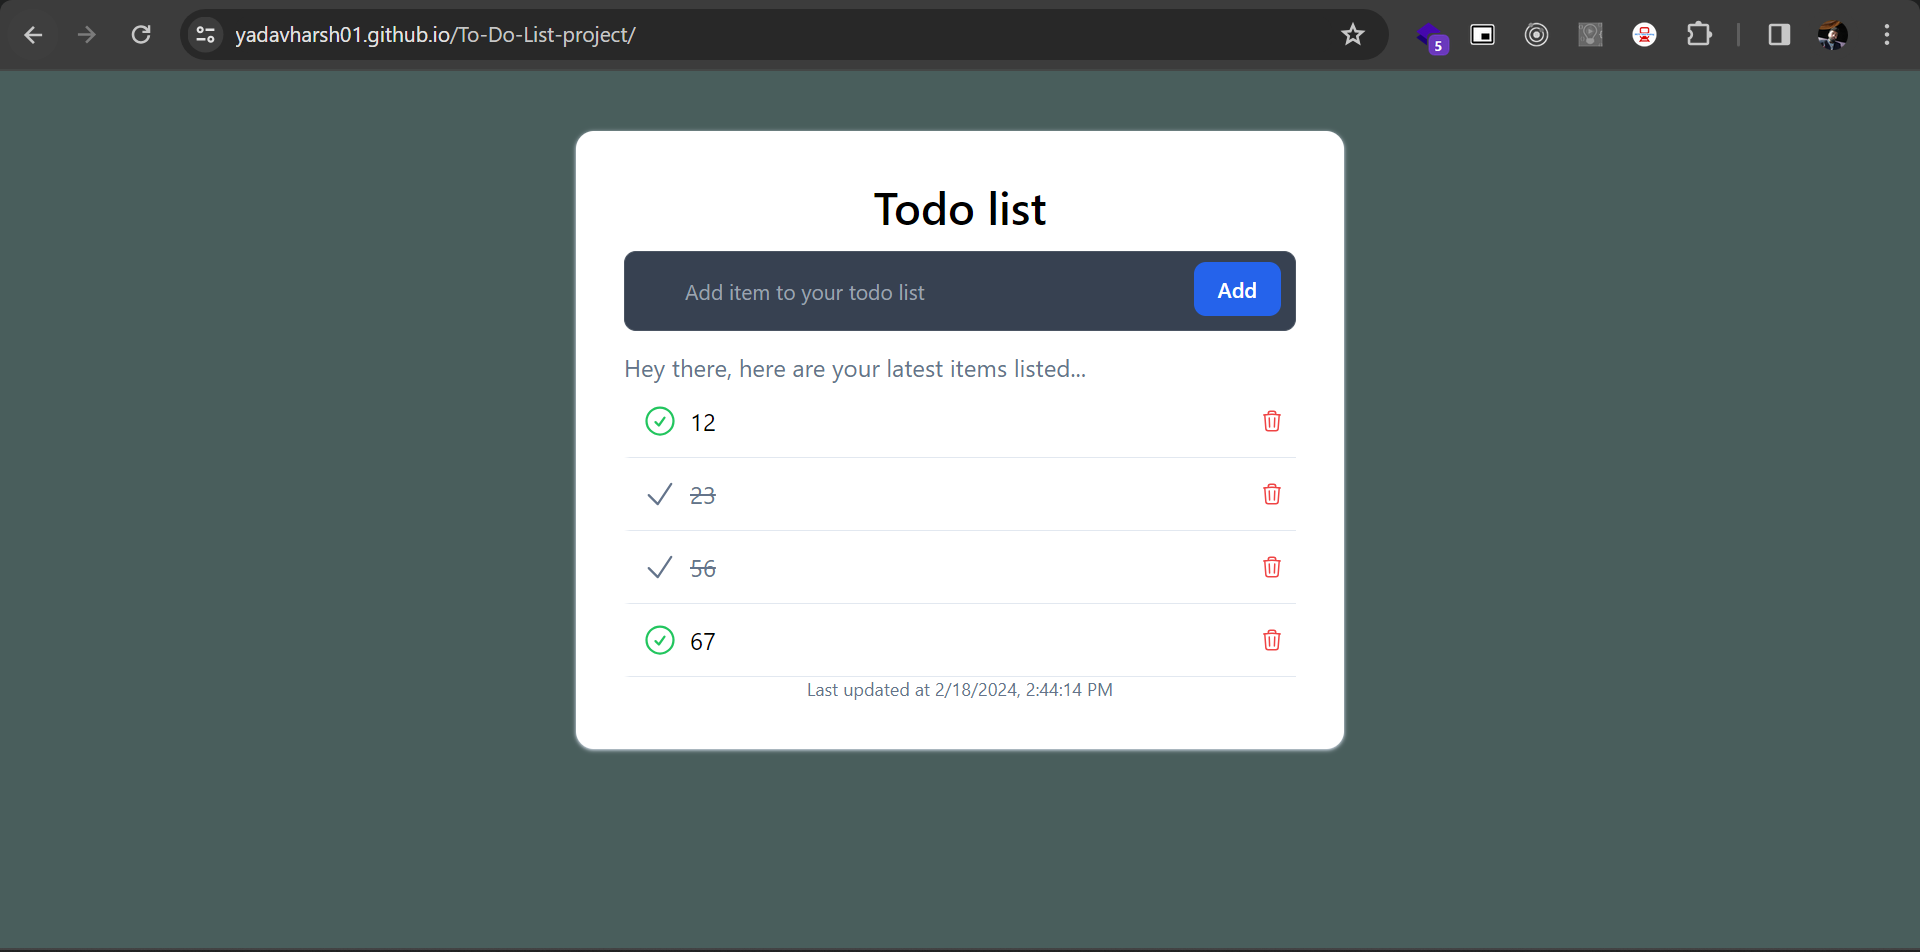 yadavharsh01.github.io/To-Do-List-project/
5
Todo list
Add item to your todo list
Add
Hey there, here are your latest items listed...
12
23
56
67
Last updated at 2/18/2024, 2:44:14 PM